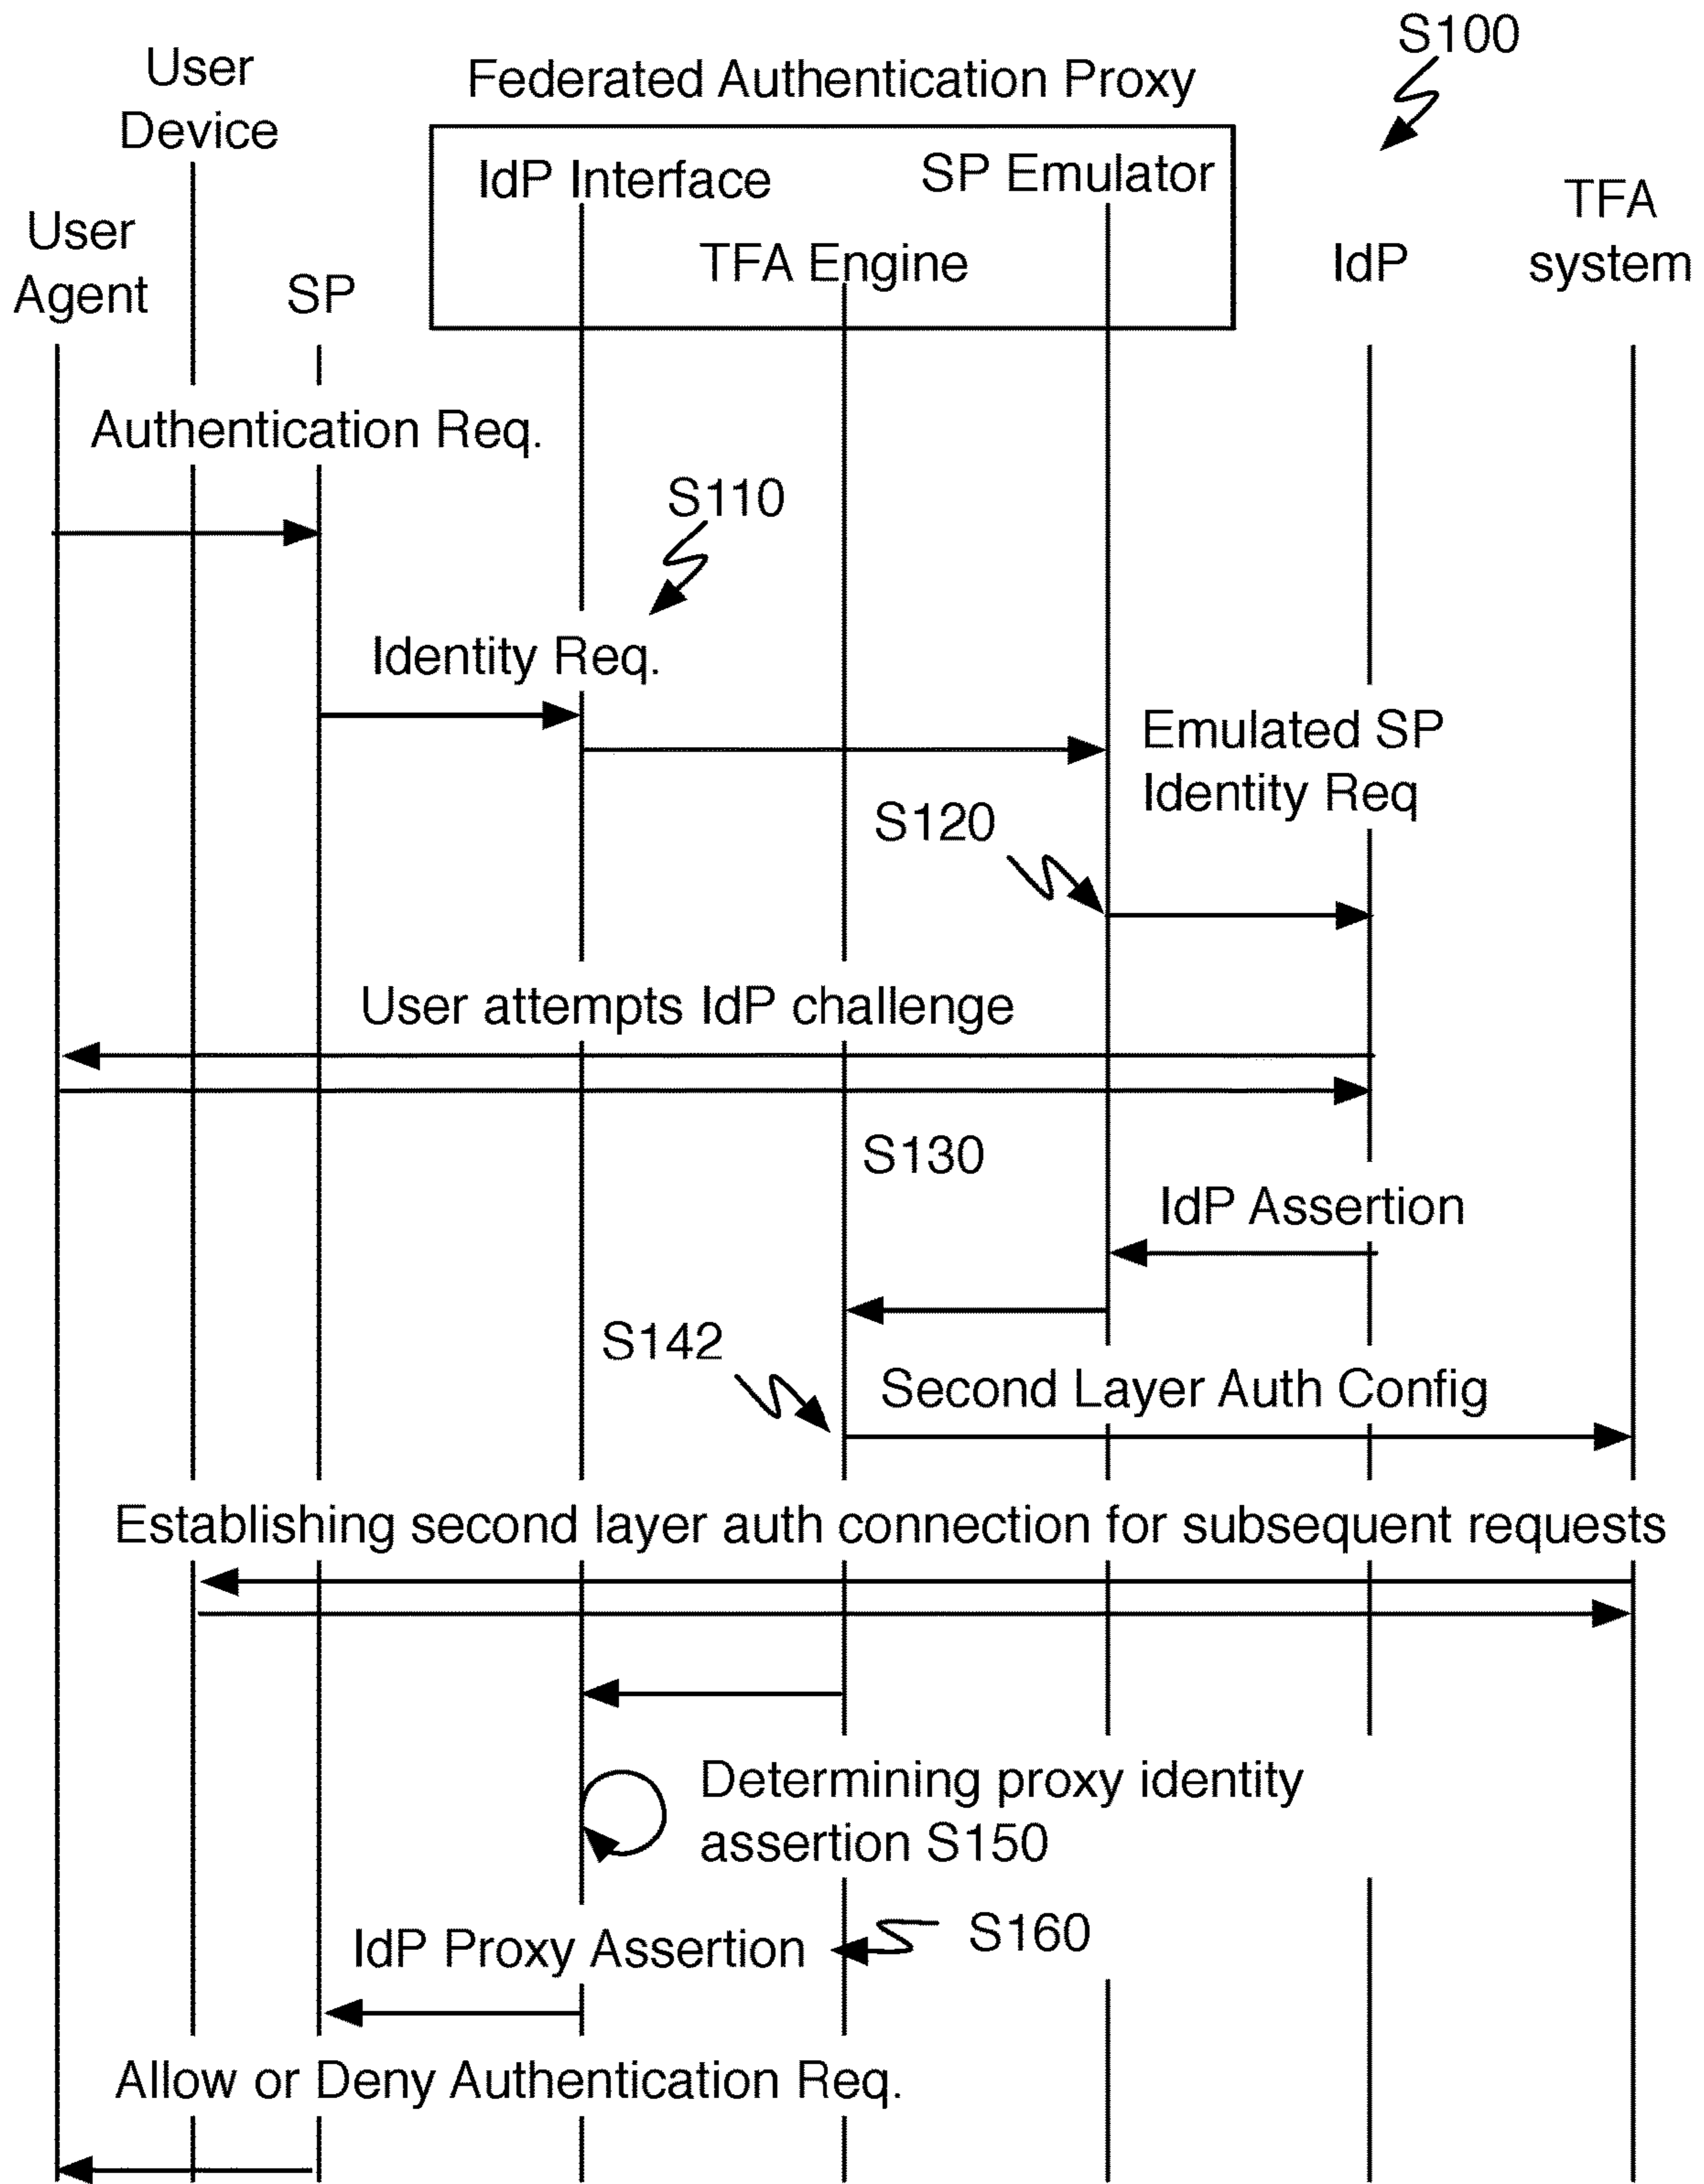 S100
User
Device
Federated Authentication Proxy
IdP Interface
SP Emulator
TFA
system
User
Agent
SP
TFA Engine
IdP
Authentication Req.
S110
Identity Req.
Emulated SP
Identity Req
S120
User attempts IdP challenge
S130
IdP Assertion
S142
Second Layer Auth Config
Establishing second layer auth connection for subsequent requests
Determining proxy identity
assertion S150
IdP Proxy Assertion
S160
Allow or Deny Authentication Req.